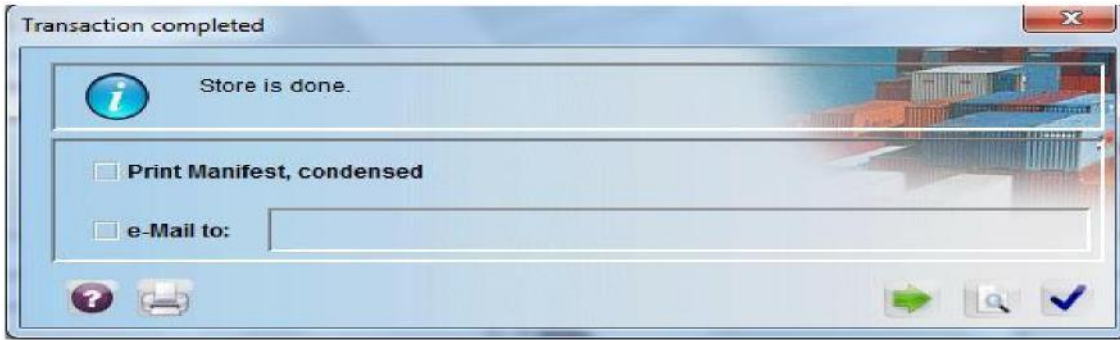 Transaction completed
Store is done.
Print Manifest, condensed
e-Mail to: